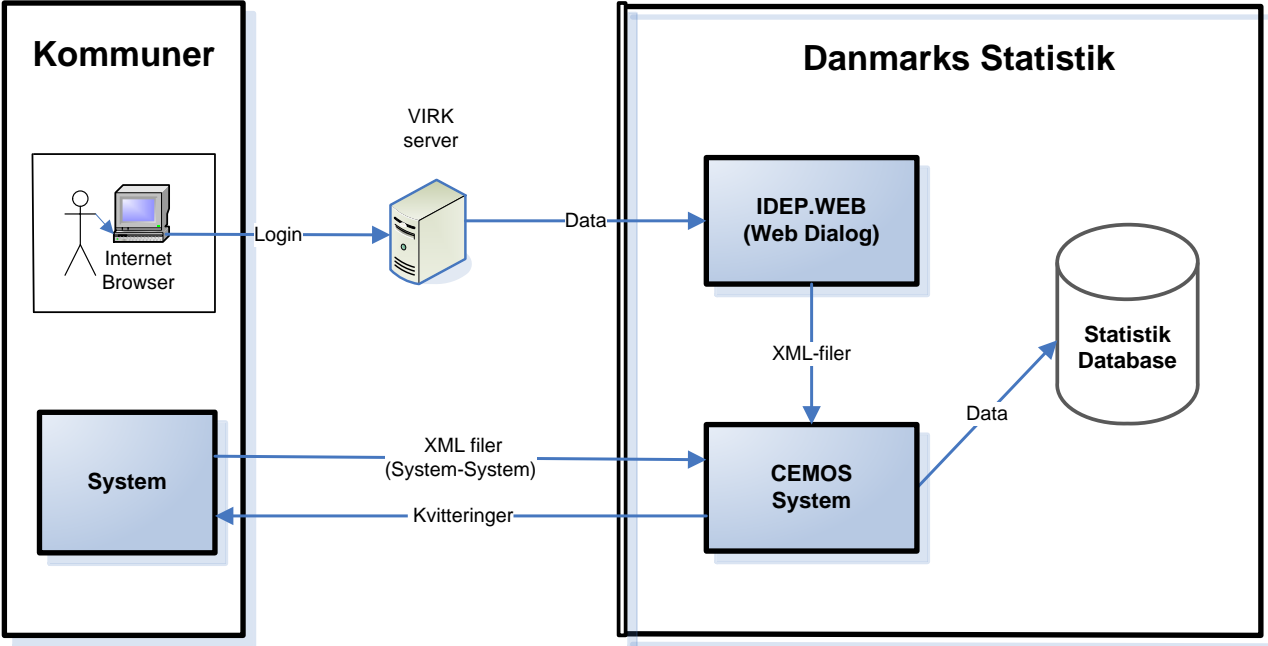 Kommuner
Danmarks Statistik
VIRK
server
Internet
Browser
Login
Data
IDEP.WEB
(Web Dialog)
XML-filer
Statistik
Database
Data
System
XML filer
(System-System)
Kvitteringer
CEMOS
System